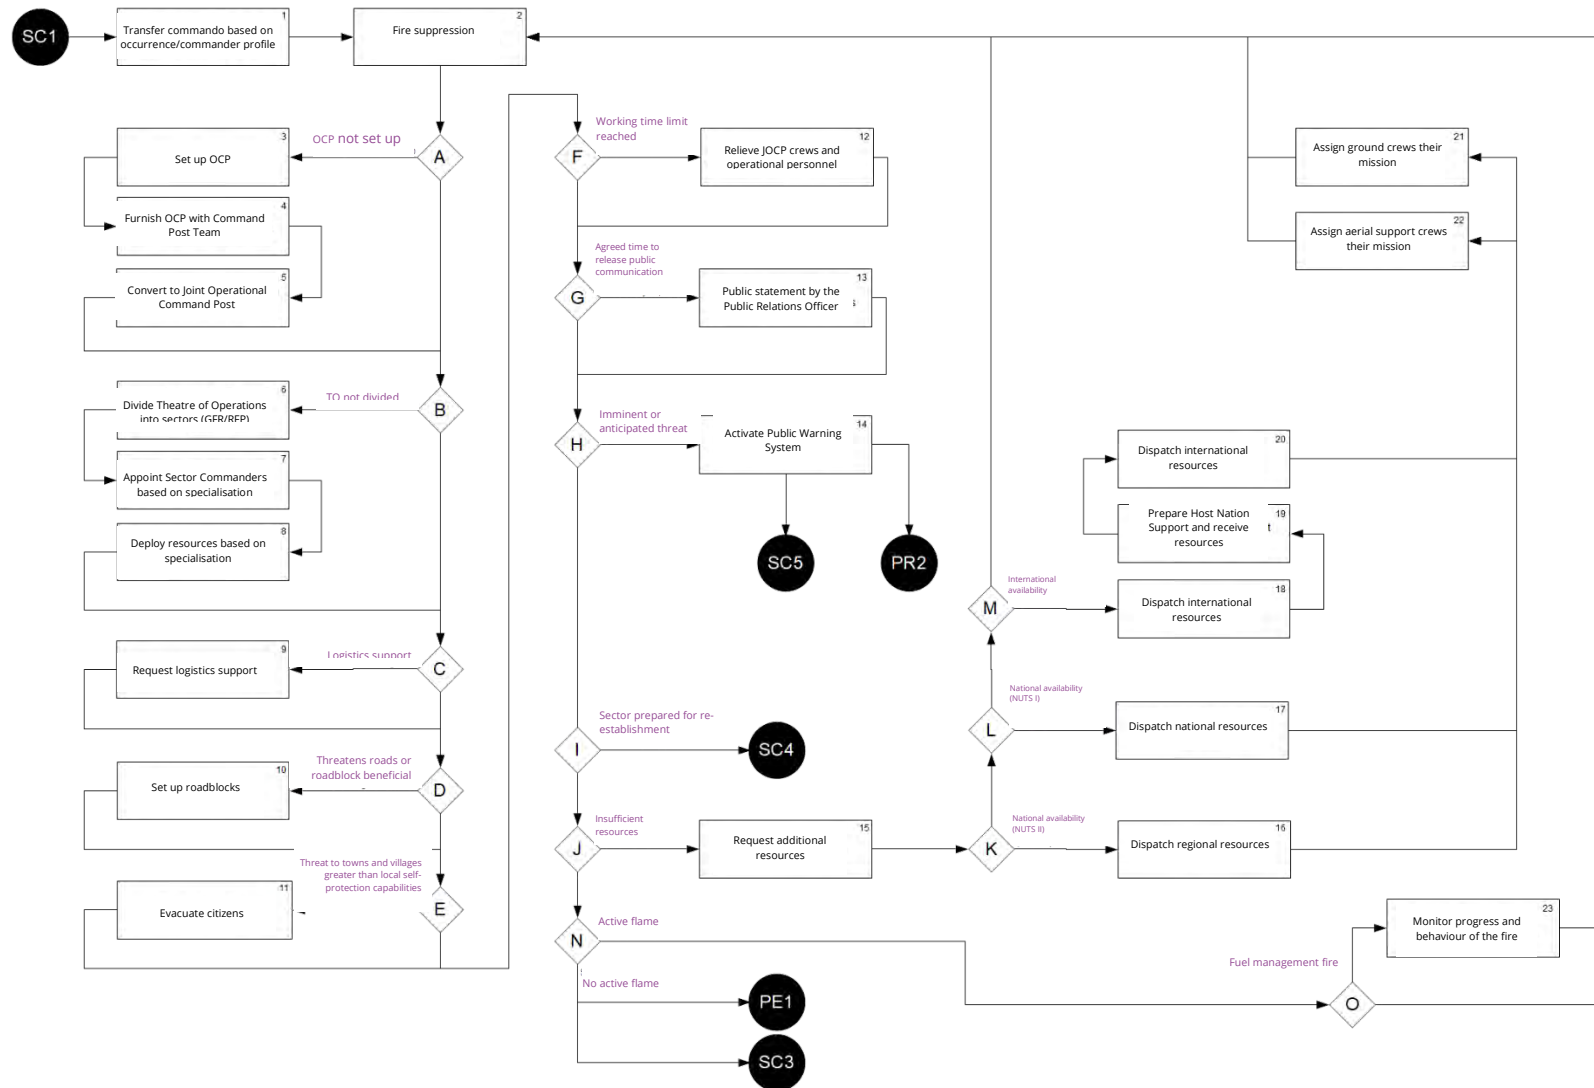 SC1
1
Transfer commando based on
occurrence/commander profile
2
Fire suppression
A
OCP not set up
3
Set up OCP
4
Furnish OCP with Command
Post Team
5
Convert to Joint Operational
Command Post
B
TO not divided
6
Divide Theatre of Operations
into sectors (GFR/REP)
7
Appoint Sector Commanders
based on specialisation
8
Deploy resources based on
specialisation
C
Logistics support
9
Request logistics support
D
Threatens roads or
roadblock beneficial
10
Set up roadblocks
E
Threat to towns and villages
greater than local self-
protection capabilities
11
Evacuate citizens
F
Working time limit
reached
12
Relieve JOCP crews and
operational personnel
G
Agreed time to
release public
communication
13
Public statement by the
Public Relations Officer
H
Imminent or
anticipated threat
14
Activate Public Warning
System
SC5
PR2
I
Sector prepared for re-
establishment
SC4
J
Insufficient
resources
15
Request additional
resources
K
National availability
(NUTS II)
16
Dispatch regional resources
L
National availability
(NUTS I)
17
Dispatch national resources
M
International
availability
18
Dispatch international
resources
19
Prepare Host Nation
Support and receive
resources
t
20
Dispatch international
resources
21
Assign ground crews their
mission
22
Assign aerial support crews
their mission
N
Active flame
No active flame
PE1
SC3
O
Fuel management fire
23
Monitor progress and
behaviour of the fire